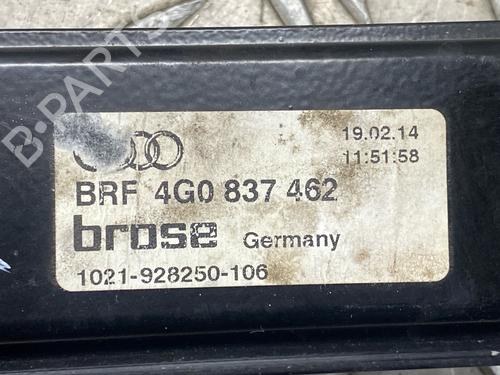 B-PARTS
19.02.14
11:51:58
BRF 4G0 837 462
brose Germany
1021-928250-106